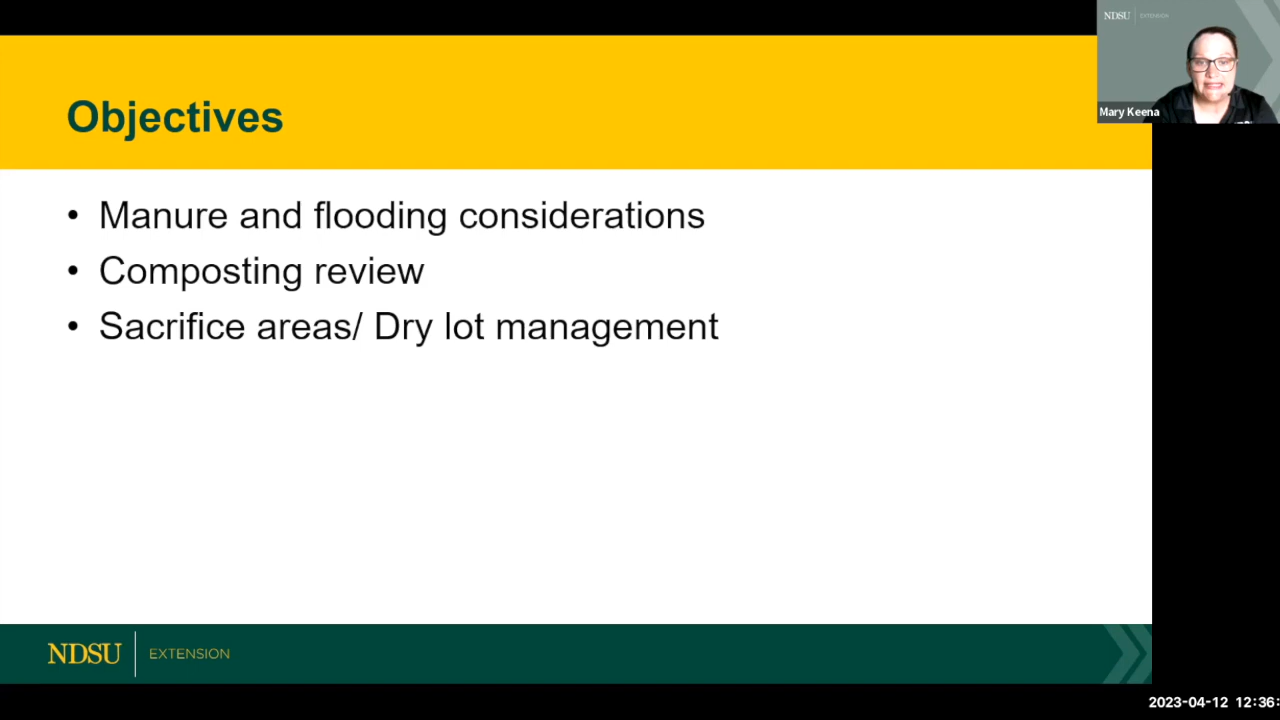 NDSU EXTENSION
Mary Keena
Objectives
• Manure and flooding considerations
• Composting review
• Sacrifice areas/ Dry lot management
NDSU EXTENSION
2023-04-12 12:36: